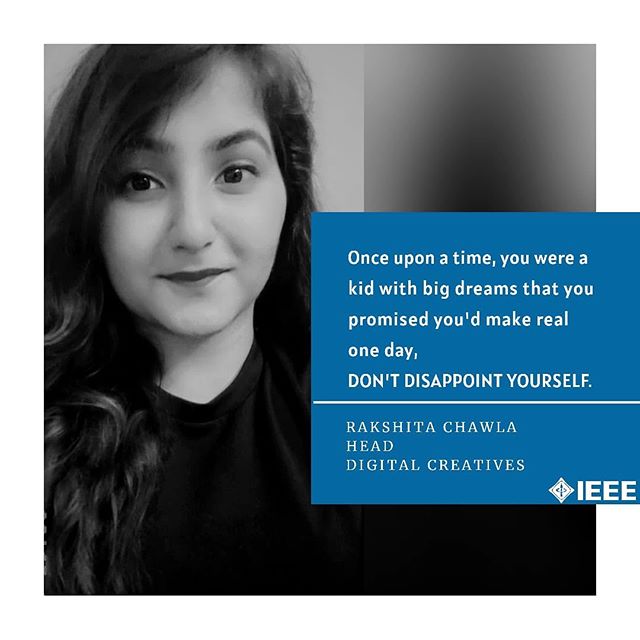 Once upon a time, you were a
kid with big dreams that you
promised you'd make real
one day,
DON'T DISAPPOINT YOURSELF.
RAKSHITA CHAWLA
HEAD
DIGITAL CREATIVES
IEEE